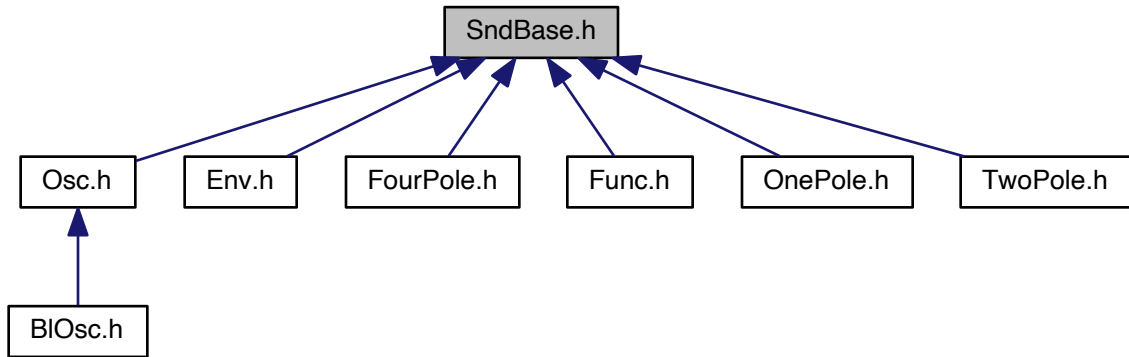 SndBase.h
Osc.h
Env.h
FourPole.h
Func.h
OnePole.h
TwoPole.h
BlOsc.h